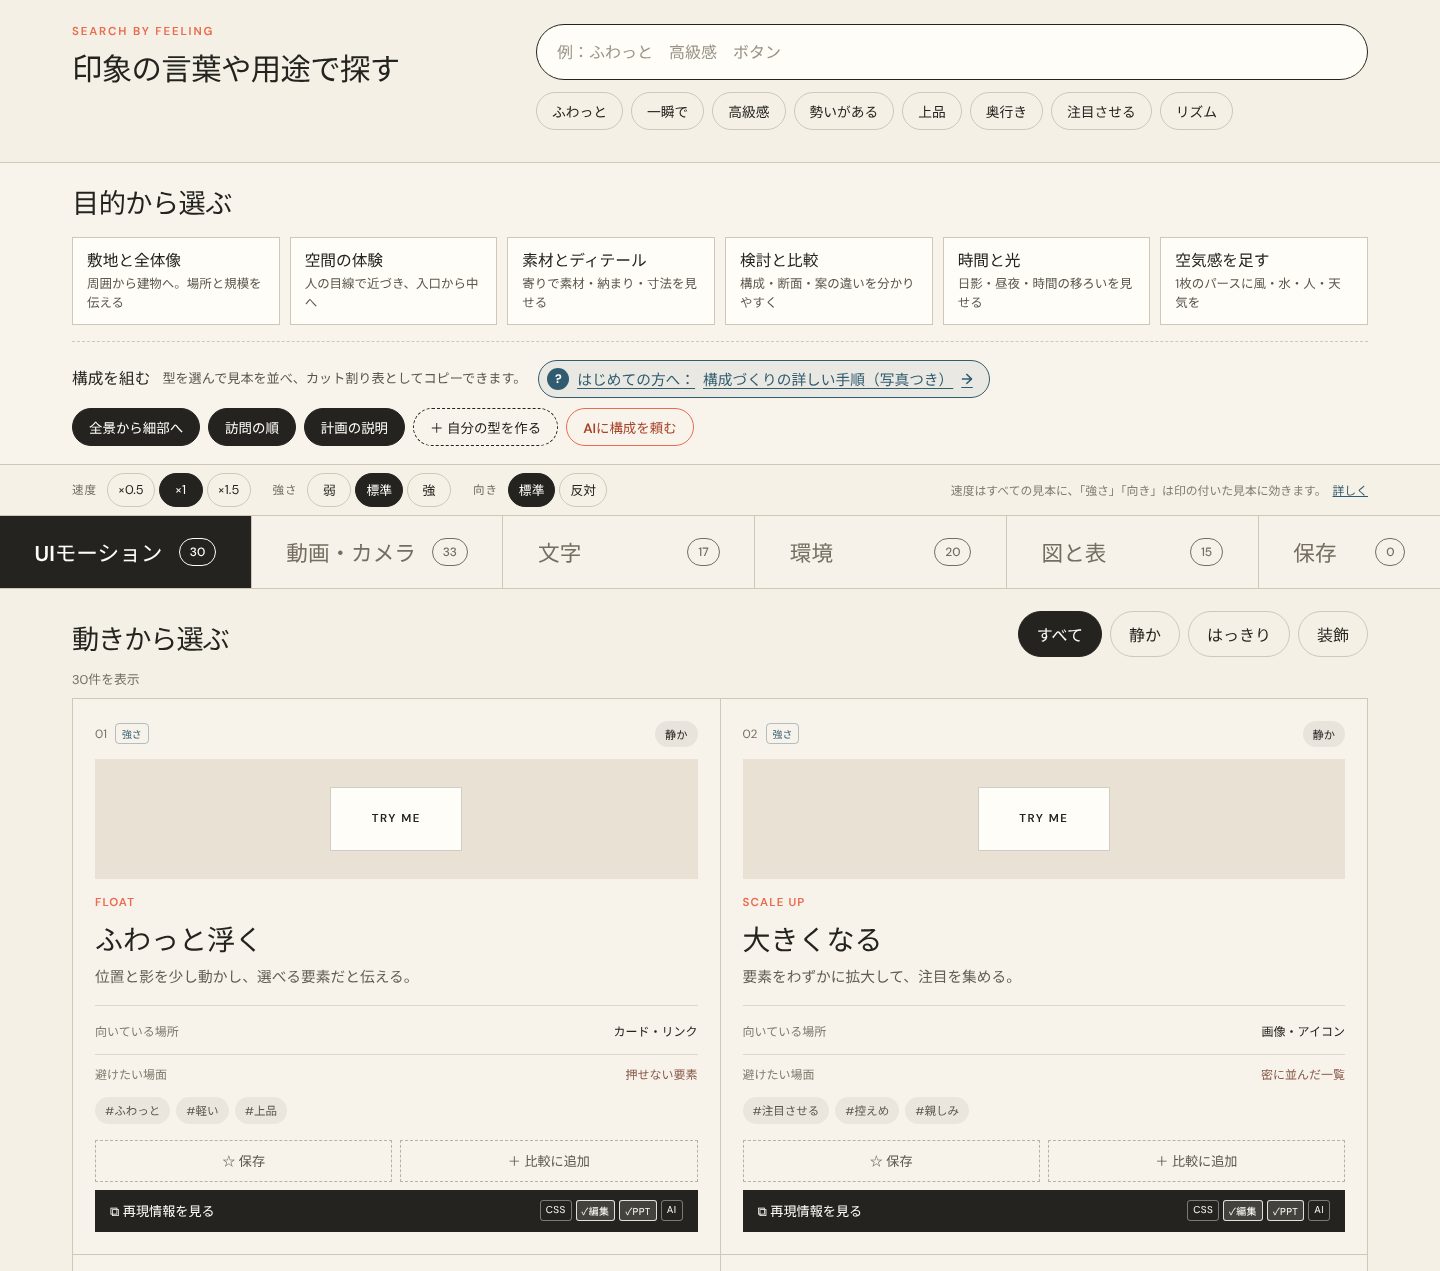 SEARCH BY FEELING
印象の言葉や用途で探す
例：ふわっと　高級感　ボタン
ふわっと 一瞬で 高級感 勢いがある 上品 奥行き 注目させる リズム
目的から選ぶ
敷地と全体像
周囲から建物へ。場所と規模を
伝える
空間の体験
人の目線で近づき、入口から中
へ
素材とディテール
寄りで素材・納まり・寸法を見
せる
検討と比較
構成・断面・案の違いを分かり
やすく
時間と光
日影・昼夜・時間の移ろいを見
せる
空気感を足す
1枚のパースに風・水・人・天
気を
構成を組む 型を選んで見本を並べ、カット割り表としてコピーできます。 ? はじめての方へ： 構成づくりの詳しい手順（写真つき） →
全景から細部へ 訪問の順 計画の説明 ＋ 自分の型を作る AIに構成を頼む
速度 ×0.5 ×1 ×1.5 強さ 弱 標準 強 向き 標準 反対 速度はすべての見本に、「強さ」「向き」は印の付いた見本に効きます。 詳しく
UIモーション 30 動画・カメラ 33 文字 17 環境 20 図と表 15 保存 0
動きから選ぶ
すべて 静か はっきり 装飾
30件を表示
01 強さ 静か
TRY ME
FLOAT
ふわっと浮く
位置と影を少し動かし、選べる要素だと伝える。
向いている場所 カード・リンク
避けたい場面 押せない要素
#ふわっと #軽い #上品
☆ 保存 ＋ 比較に追加
⧉ 再現情報を見る CSS ✓編集 ✓PPT AI
02 強さ 静か
TRY ME
SCALE UP
大きくなる
要素をわずかに拡大して、注目を集める。
向いている場所 画像・アイコン
避けたい場面 密に並んだ一覧
#注目させる #控えめ #親しみ
☆ 保存 ＋ 比較に追加
⧉ 再現情報を見る CSS ✓編集 ✓PPT AI